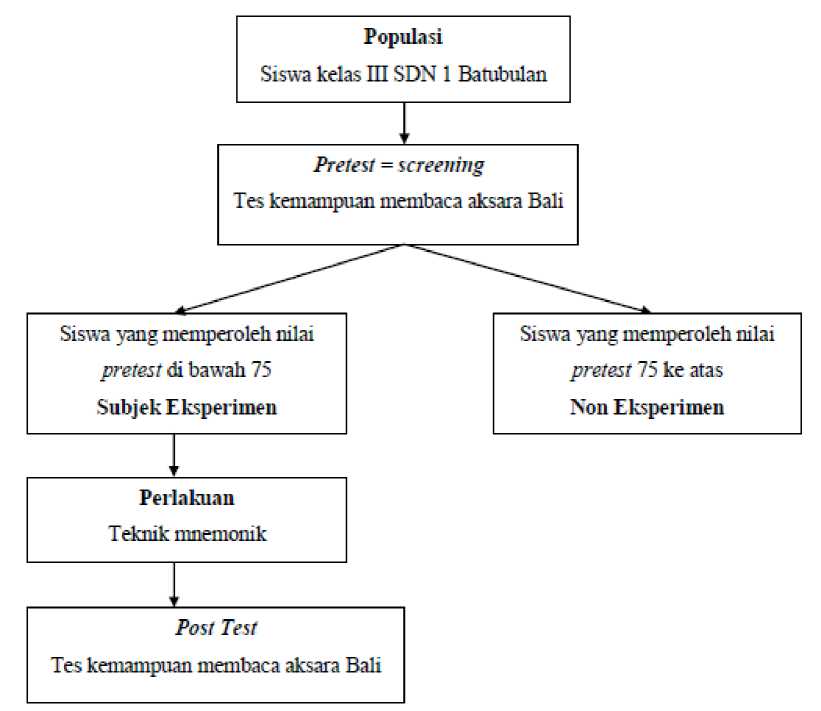 Populasi
Siswa kelas III SDN 1 Batubulan
Pretest = screening
Tes kemampuan membaca aksara Bali
Siswa yang memperoleh nilai
pretest di bawah 75
Subjek Eksperimen
Siswa yang memperoleh nilai
pretest 75 ke atas
Non Eksperimen
Perlakuan
Teknik mnemonik
Post Test
Tes kemampuan membaca aksara Bali